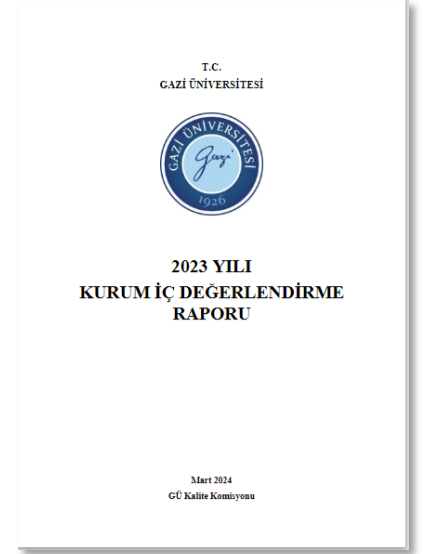 T.C.
GAZİ ÜNİVERSİTESİ
GAZİ ÜNİVERSİTESİ
Gazi
1926
2023 YILI
KURUM İÇ DEĞERLENDİRME
RAPORU
Mart 2024
GÜ Kalite Komisyonu